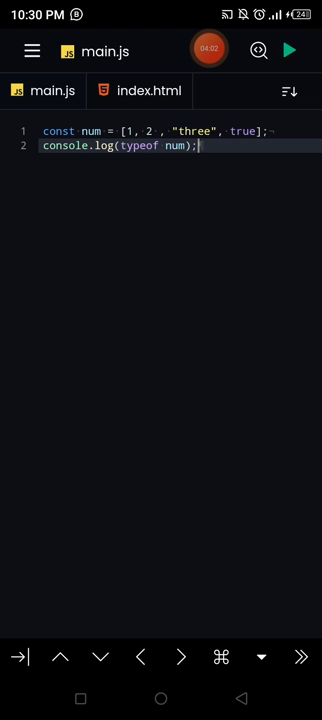 10:30 PM
24
main.js
04:02
main.js
index.html
1 const num = [1, 2 , "three", true];
2 console.log(typeof num);